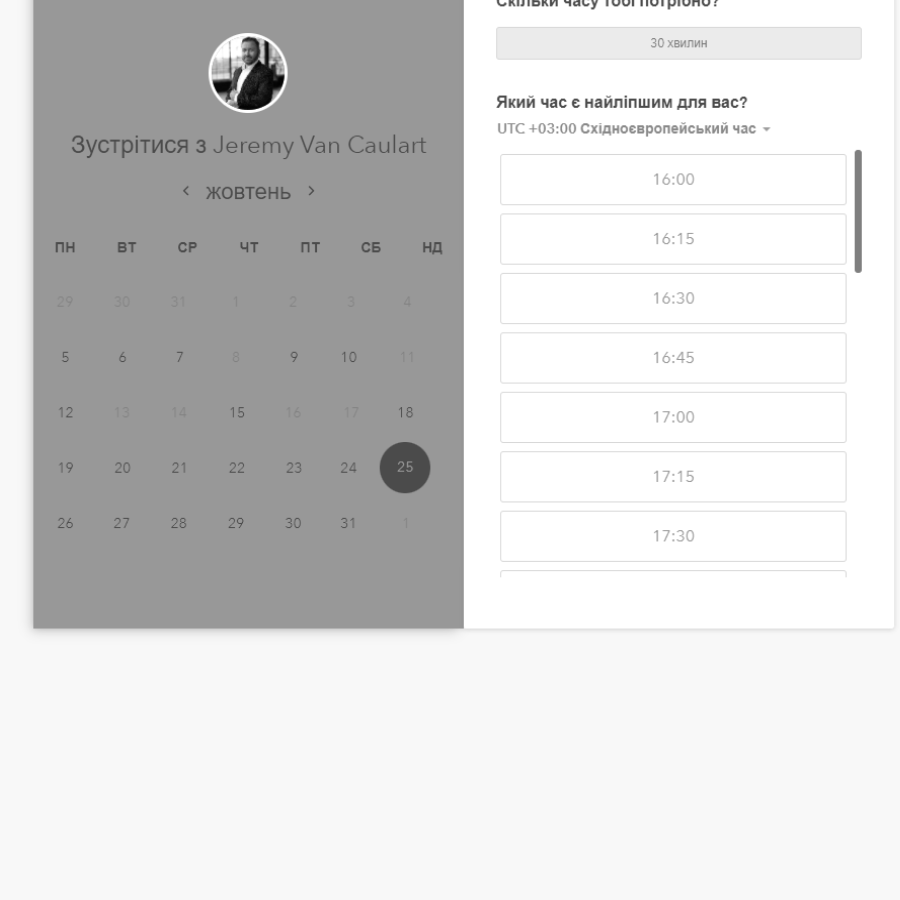 Зустрітися з Jeremy Van Caulart
жовтень
ПН ВТ СР ЧТ ПТ СБ НД
29 30 31 1 2 3 4
5 6 7 8 9 10 11
12 13 14 15 16 17 18
19 20 21 22 23 24 25
26 27 28 29 30 31 1
Скільки часу тобі потрібно?
30 хвилин
Який час є найліпшим для вас?
UTC +03:00 Східноєвропейський час
16:00
16:15
16:30
16:45
17:00
17:15
17:30